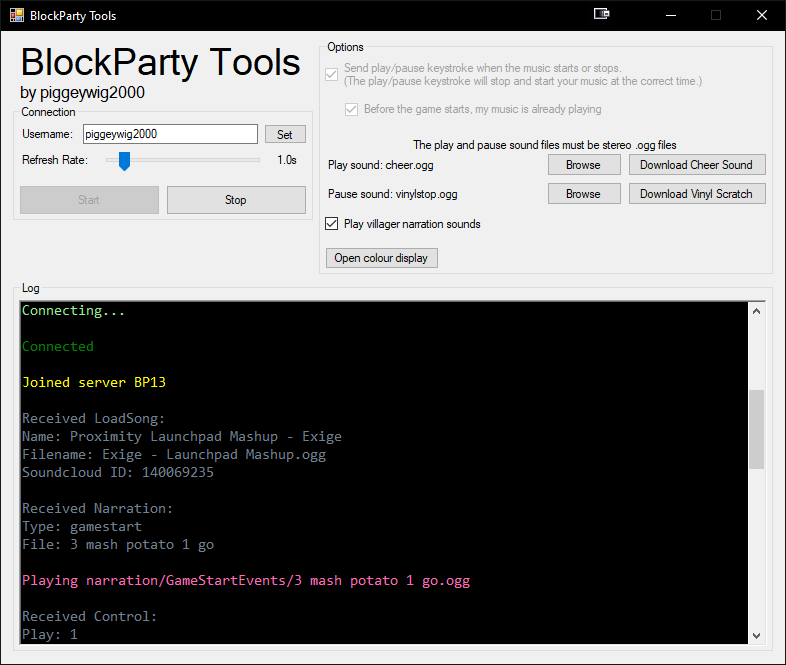 BlockParty Tools
BlockParty Tools
by piggeywig2000
Connection
Username: piggeywig2000 Set
Refresh Rate: 1.0s
Start Stop
Options
Send play/pause keystroke when the music starts or stops.
(The play/pause keystroke will stop and start your music at the correct time.)
Before the game starts, my music is already playing
The play and pause sound files must be stereo .ogg files
Play sound: cheer.ogg Browse Download Cheer Sound
Pause sound: vinylstop.ogg Browse Download Vinyl Scratch
Play villager narration sounds
Open colour display
Log
Connecting...
Connected
Joined server BP13
Received LoadSong:
Name: Proximity Launchpad Mashup - Exige
Filename: Exige - Launchpad Mashup.ogg
Soundcloud ID: 140069235
Received Narration:
Type: gamestart
File: 3 mash potato 1 go
Playing narration/GameStartEvents/3 mash potato 1 go.ogg
Received Control:
Play: 1